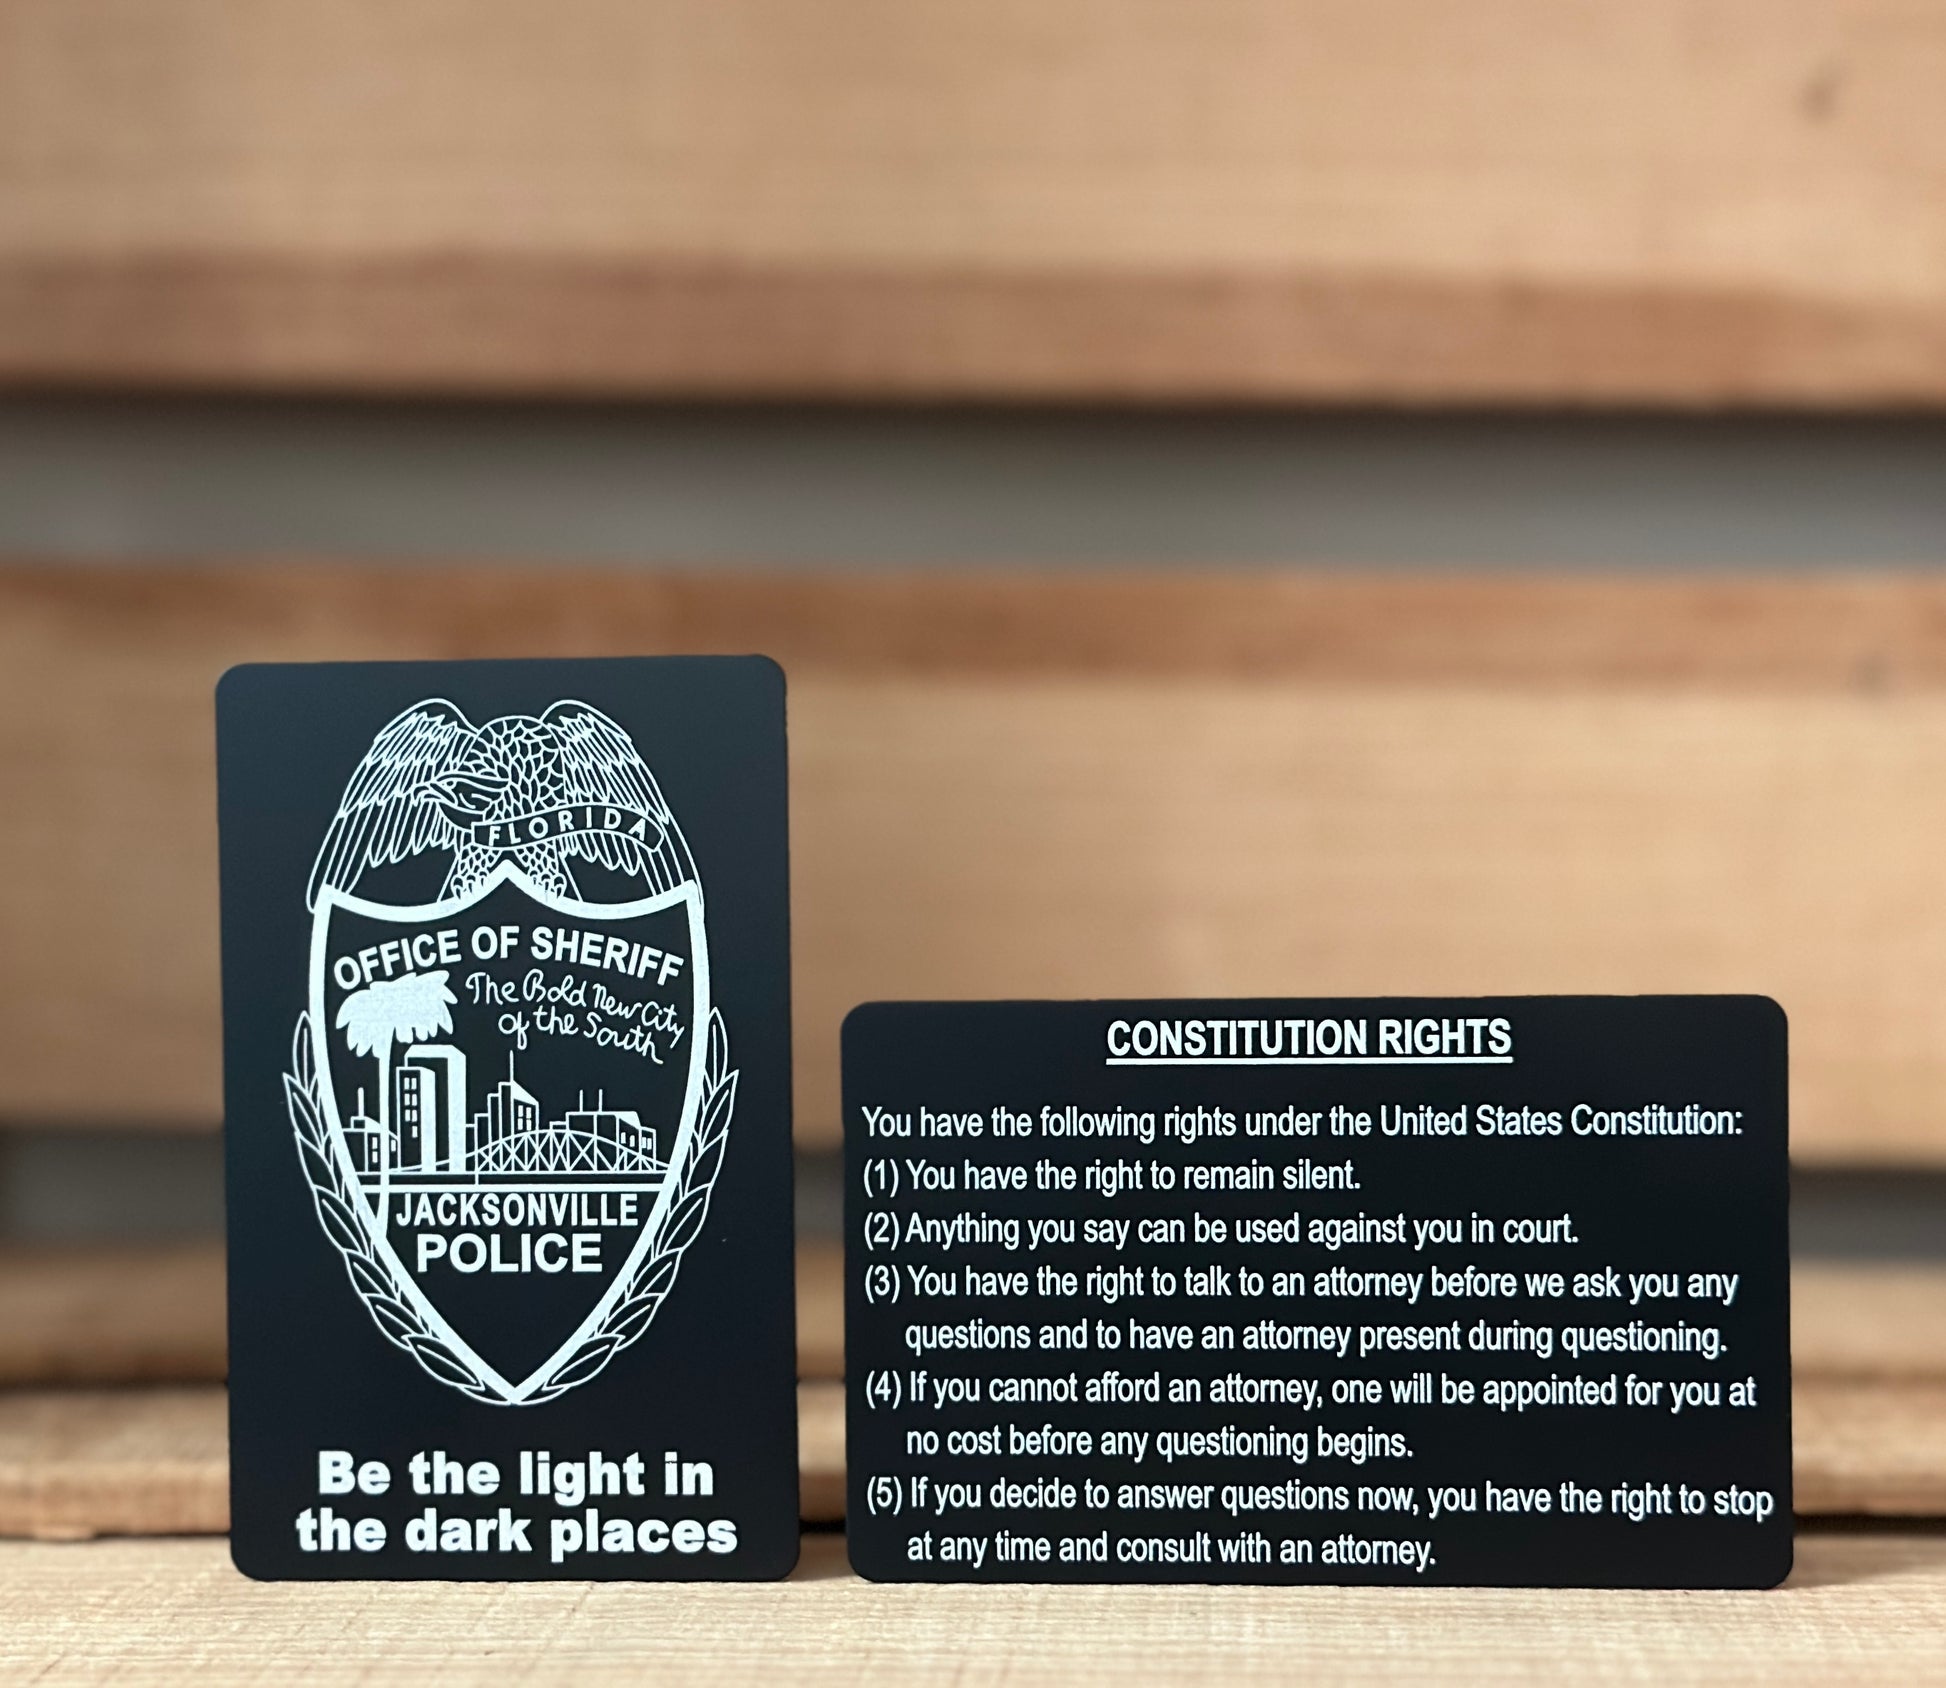 FLORIDA
OFFICE OF SHERIFF
The Bold New City
of the South
JACKSONVILLE
POLICE
Be the light in
the dark places
CONSTITUTION RIGHTS
You have the following rights under the United States Constitution:
(1) You have the right to remain silent.
(2) Anything you say can be used against you in court.
(3) You have the right to talk to an attorney before we ask you any
questions and to have an attorney present during questioning.
(4) If you cannot afford an attorney, one will be appointed for you at
no cost before any questioning begins.
(5) If you decide to answer questions now, you have the right to stop
at any time and consult with an attorney.